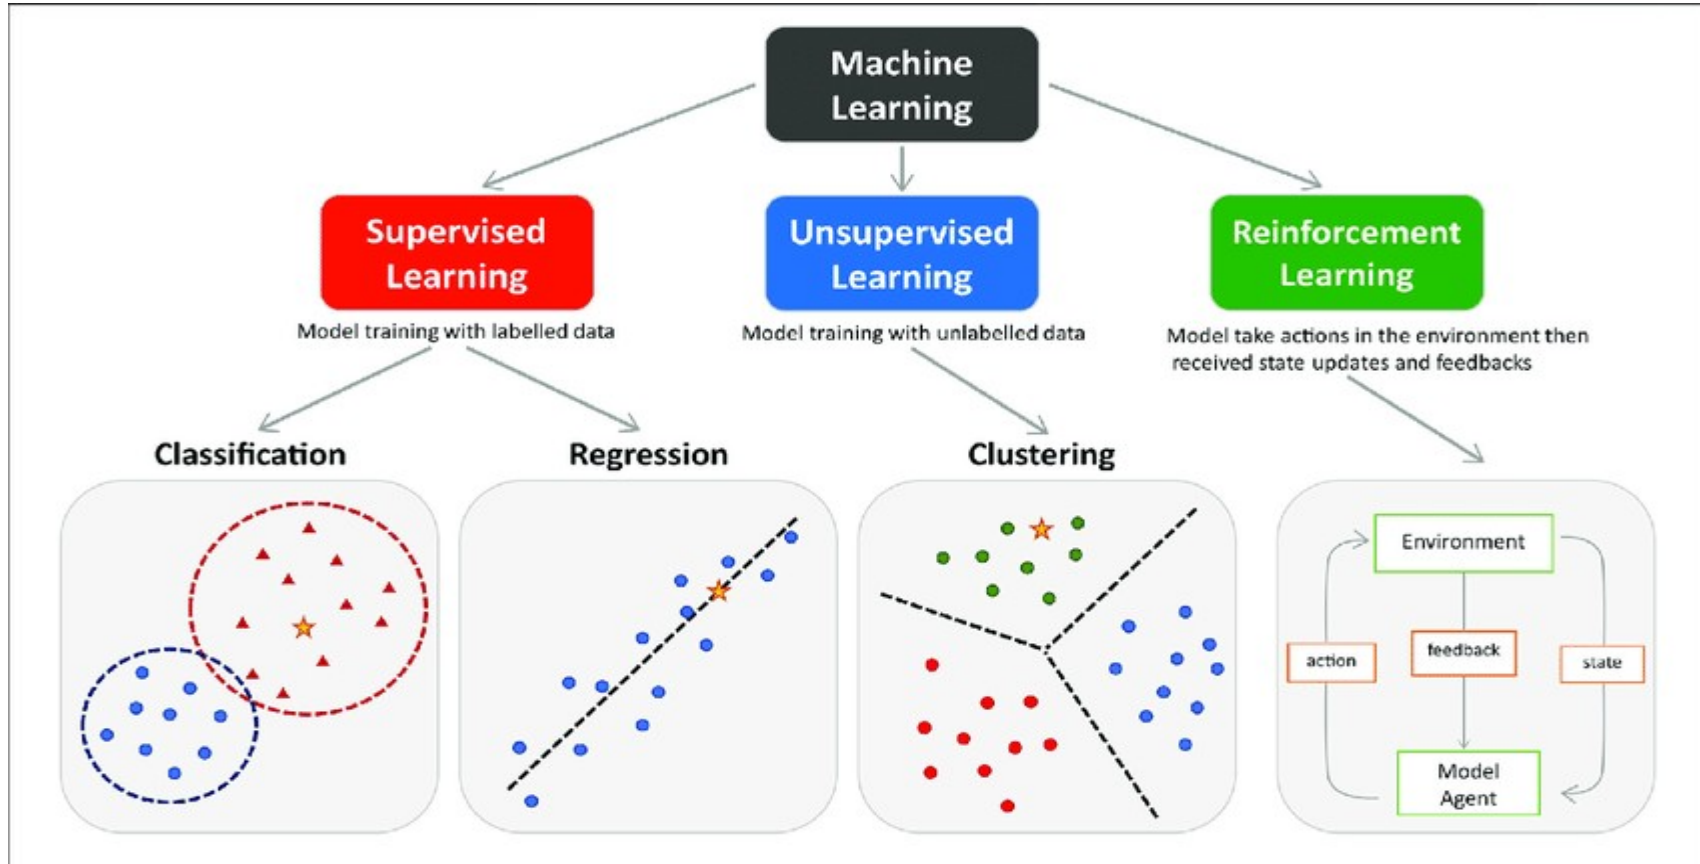 Machine
Learning
Supervised
Learning
Unsupervised
Learning
Reinforcement
Learning
Model training with labelled data
Model training with unlabelled data
Model take actions in the environment then
received state updates and feedbacks
Classification
Regression
Clustering
Environment
action
feedback
state
Model
Agent